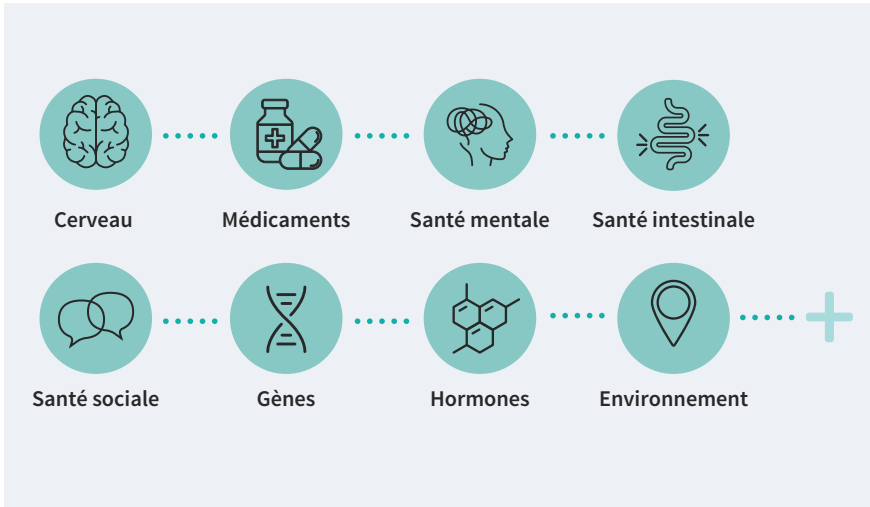 Cerveau
Médicaments
Santé mentale
Santé intestinale
Santé sociale
Gènes
Hormones
Environnement